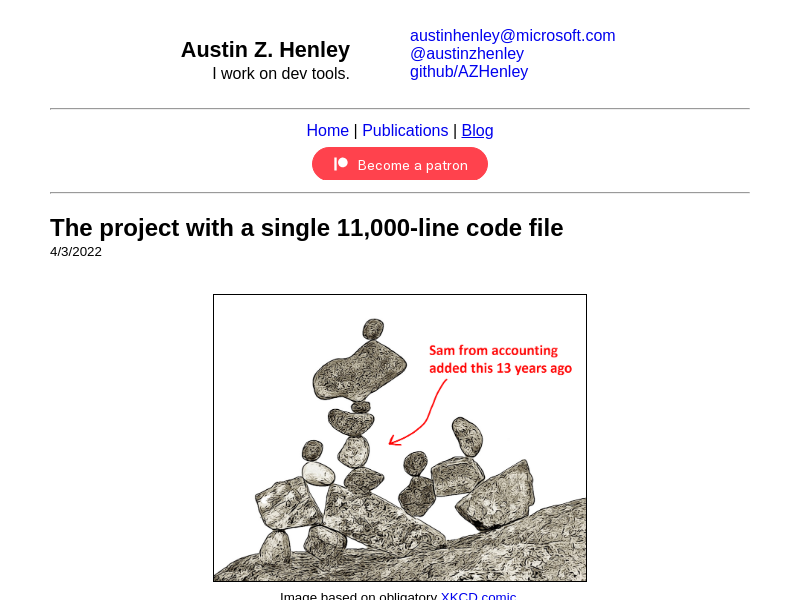 Austin Z. Henley
I work on dev tools.
austinhenley@microsoft.com
@austinzhenley
github/AZHenley
Home | Publications | Blog
Become a patron
The project with a single 11,000-line code file
4/3/2022
Sam from accounting
added this 13 years ago
Image based on obligatory XKCD comic